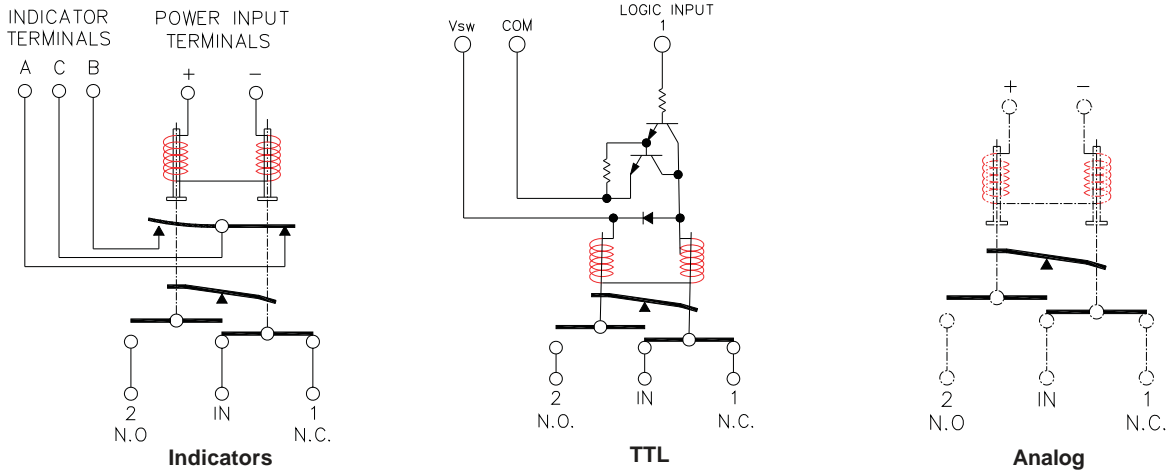 INDICATOR
TERMINALS
A C B
POWER INPUT
TERMINALS
+ −
2
N.O
IN
1
N.C.
Indicators
Vsw
COM
LOGIC INPUT
1
2
N.O.
IN
1
N.C.
TTL
+ −
2
N.O
IN
1
N.C.
Analog